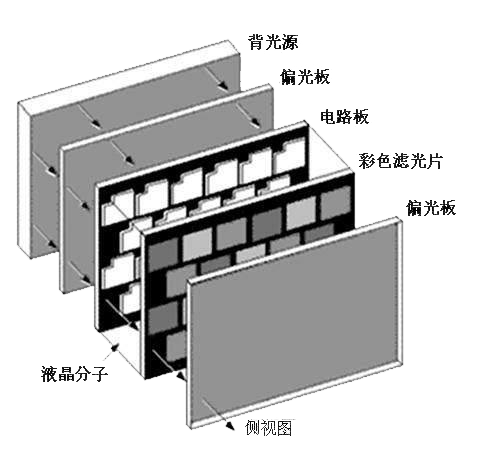 背光源
偏光板
电路板
彩色滤光片
偏光板
液晶分子
侧视图